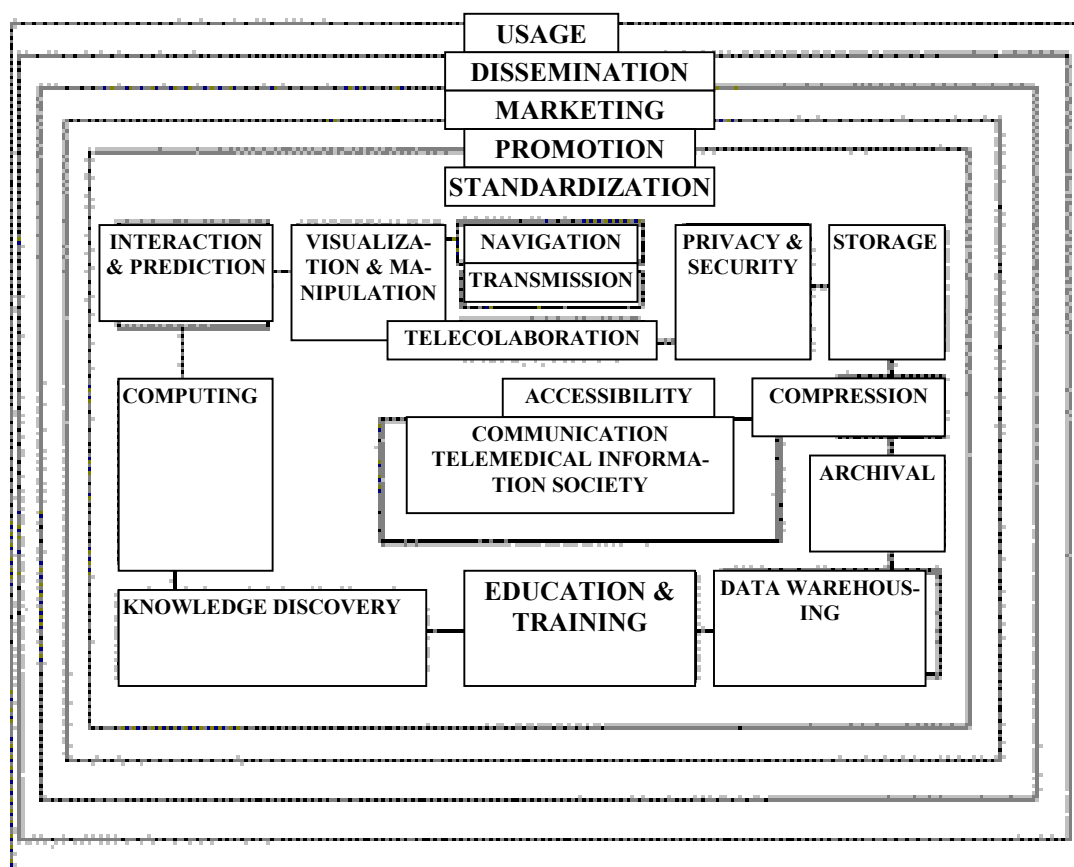 USAGE
DISSEMINATION
MARKETING
PROMOTION
STANDARDIZATION
INTERACTION
& PREDICTION
VISUALIZA-
TION & MA-
NIPULATION
NAVIGATION
TRANSMISSION
PRIVACY &
SECURITY
STORAGE
TELECOLABORATION
COMPUTING
ACCESSIBILITY
COMPRESSION
COMMUNICATION
TELEMEDICAL INFORMA-
TION SOCIETY
ARCHIVAL
KNOWLEDGE DISCOVERY
EDUCATION &
TRAINING
DATA WAREHOUS-
ING